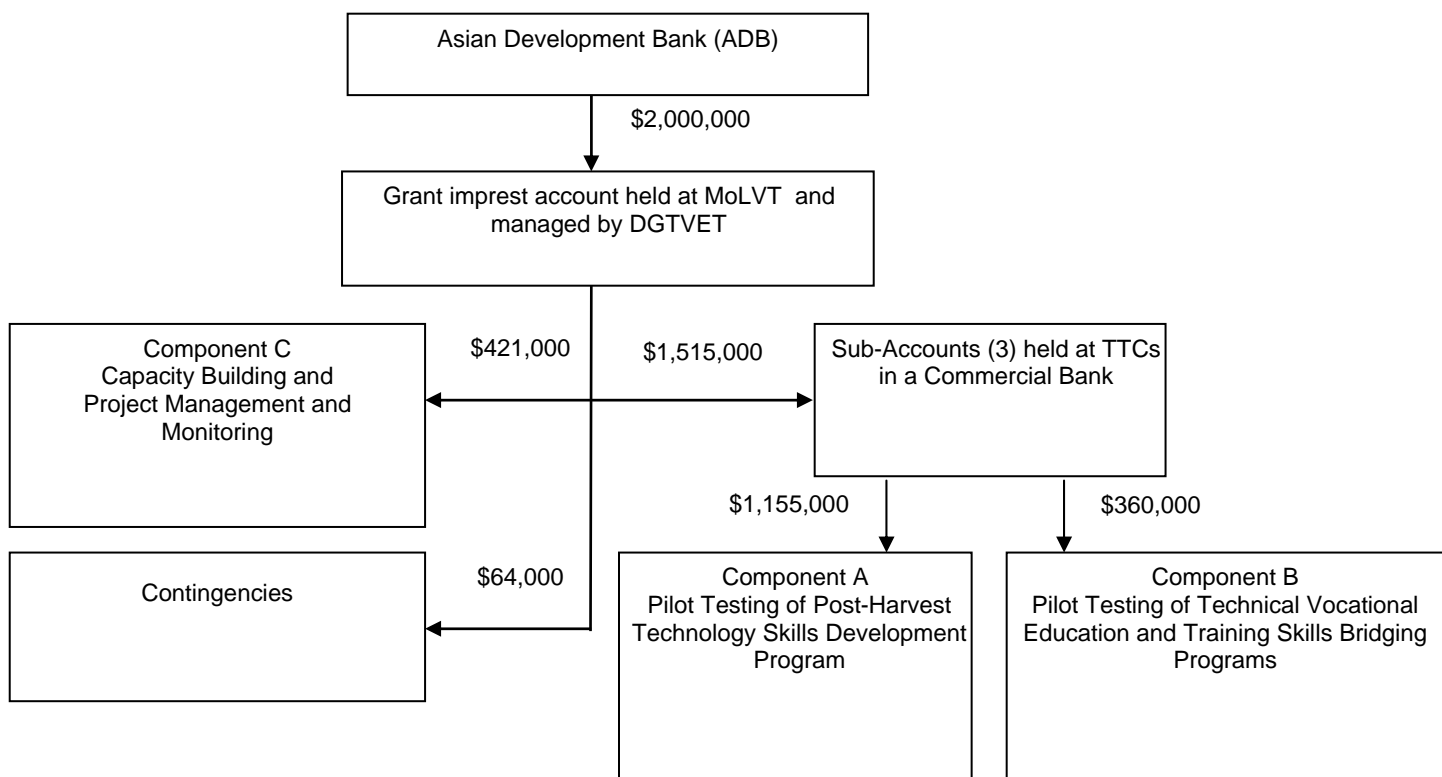 Asian Development Bank (ADB)
$2,000,000
Grant imprest account held at MoLVT and
managed by DGTVET
Component C
Capacity Building and
Project Management and
Monitoring
$421,000
$1,515,000
Sub-Accounts (3) held at TTCs
in a Commercial Bank
$1,155,000
$360,000
Contingencies
$64,000
Component A
Pilot Testing of Post-Harvest
Technology Skills Development
Program
Component B
Pilot Testing of Technical Vocational
Education and Training Skills Bridging
Programs